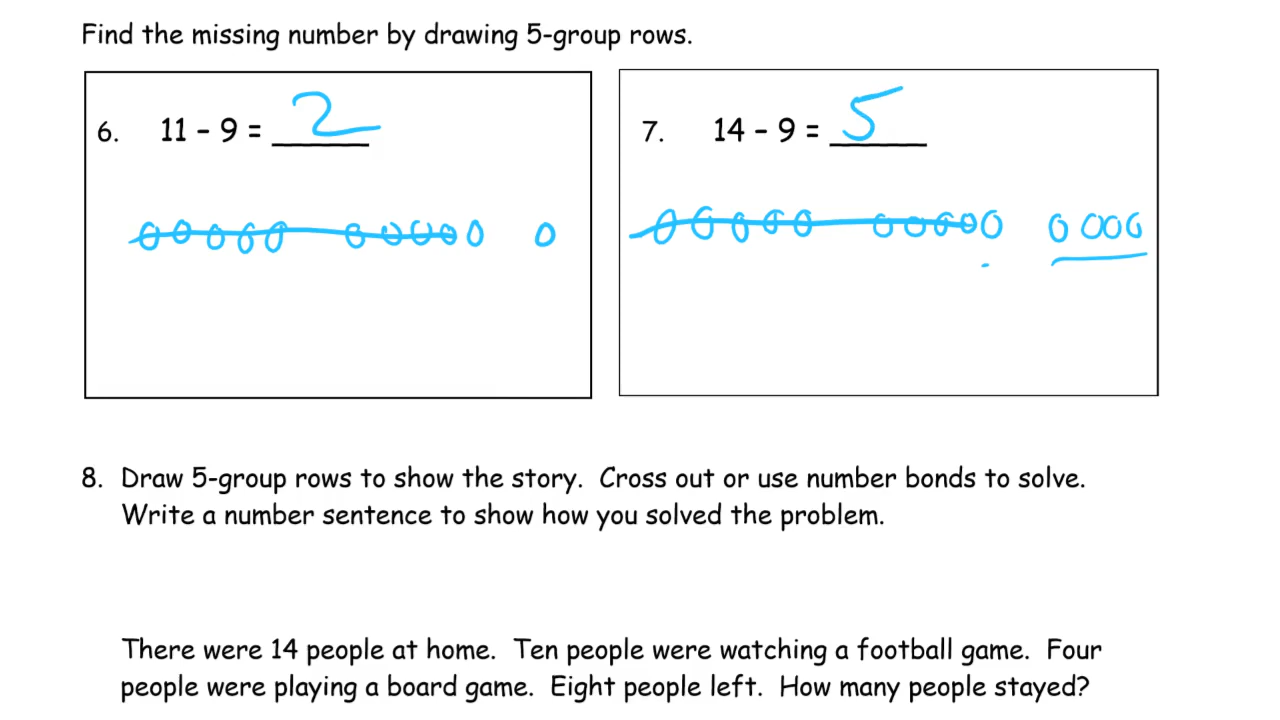 Find the missing number by drawing 5-group rows.
6. 11 - 9 = 2
7. 14 - 9 = 5
8. Draw 5-group rows to show the story. Cross out or use number bonds to solve.
Write a number sentence to show how you solved the problem.
There were 14 people at home. Ten people were watching a football game. Four
people were playing a board game. Eight people left. How many people stayed?